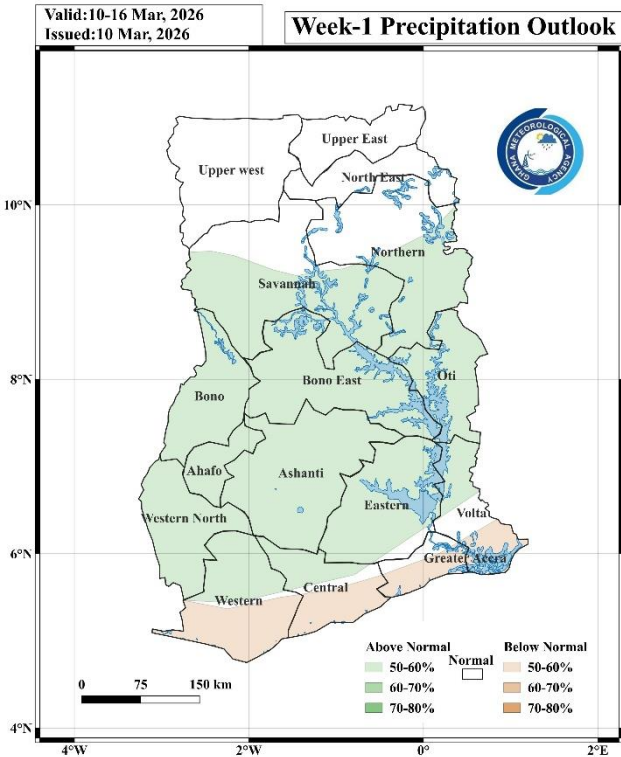 Valid:10-16 Mar, 2026
Issued:10 Mar, 2026
Week-1 Precipitation Outlook
GHANA METEOROLOGICAL AGENCY
Upper East
Upper west
North East
10°N
Northern
Savannah
8°N
Bono East
Oti
Bono
Ahafo
Ashanti
Western North
Eastern
Volta
6°N
Greater Accra
Central
Western
Above Normal
Normal
Below Normal
50-60%
50-60%
60-70%
60-70%
70-80%
70-80%
0 75 150 km
4°N
4°W
2°W
0°
2°E